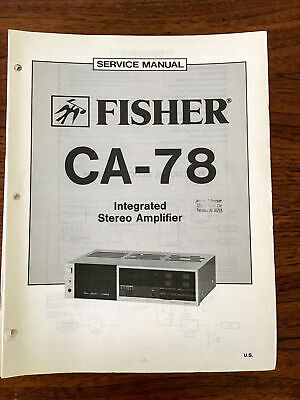 SERVICE MANUAL
FISHER®
CA-78
Integrated
Stereo Amplifier
U.S.